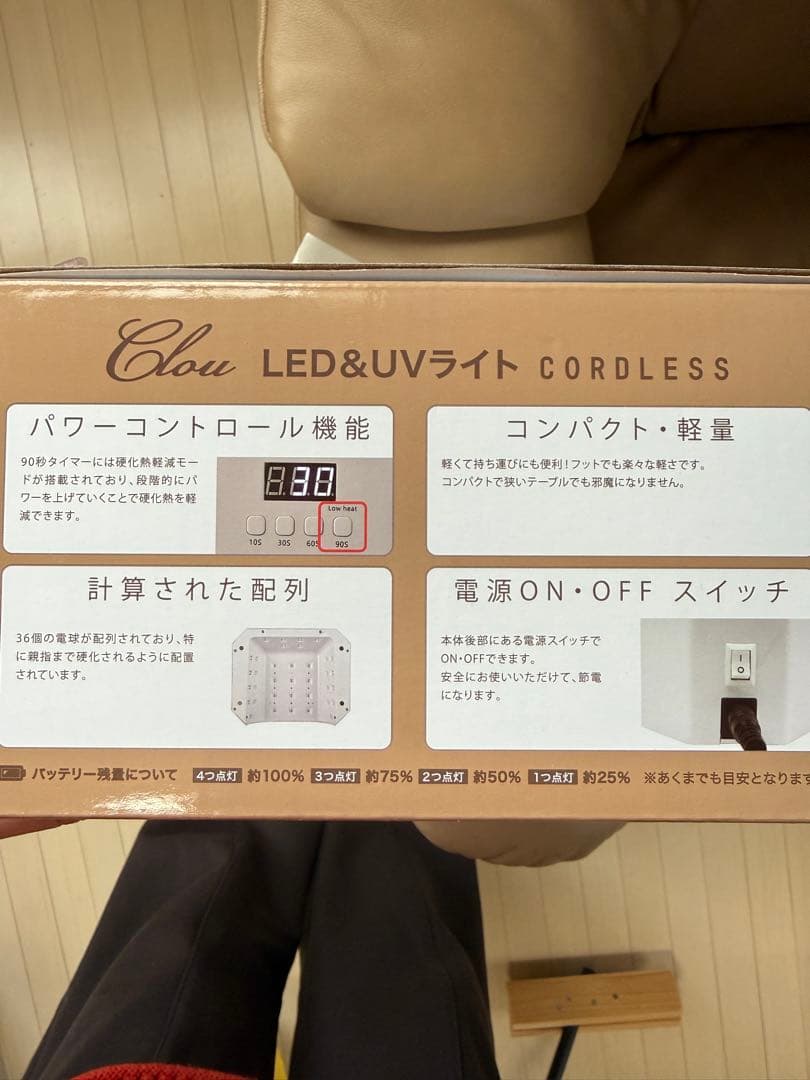 Clou LED&UVライト CORDLESS
パワーコントロール機能
90秒タイマーには硬化熱軽減モー
ドが搭載されており、段階的にパ
ワーを上げていくことで硬化熱を軽
減できます。
Low heat
10S 30S 60S 90S
コンパクト・軽量
軽くて持ち運びにも便利!フットでも楽々な軽さです。
コンパクトで狭いテーブルでも邪魔になりません。
計算された配列
36個の電球が配列されており、特
に親指まで硬化されるように配置
されています。
電源ON・OFF スイッチ
本体後部にある電源スイッチで
ON・OFFできます。
安全にお使いいただけて、節電
になります。
バッテリー残量について 4つ点灯 約100% 3つ点灯 約75% 2つ点灯 約50% 1つ点灯 約25% ※あくまでも目安となります